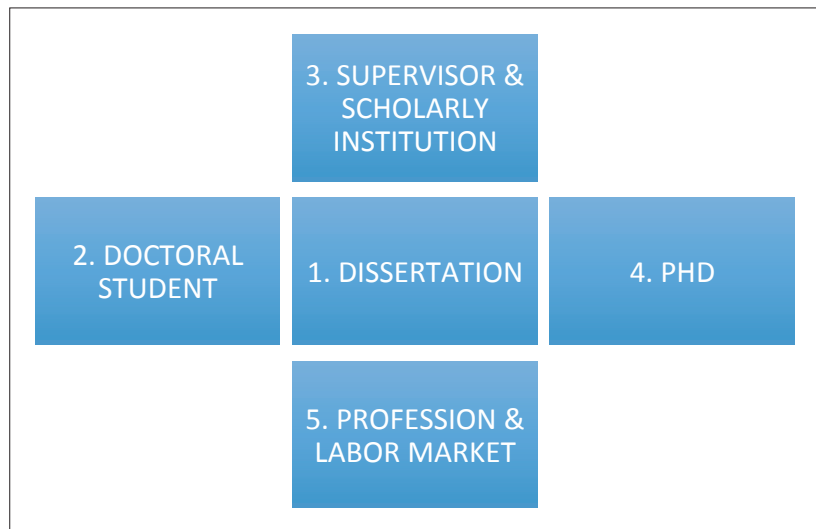 3. SUPERVISOR &
SCHOLARLY
INSTITUTION
2. DOCTORAL
STUDENT
1. DISSERTATION
4. PHD
5. PROFESSION &
LABOR MARKET